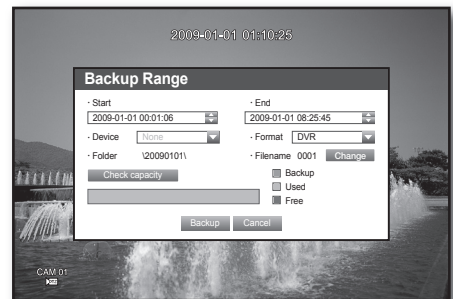 2009-01-01 01:10:25
Backup Range
· Start
· End
2009-01-01 00:01:06
2009-01-01 08:25:45
· Device None
· Format DVR
· Folder \20090101\
· Filename 0001 Change
Check capacity
Backup
Used
Free
Backup Cancel
CAM 01